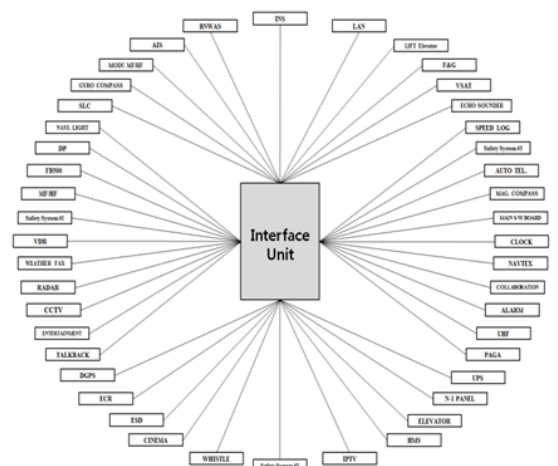 INS
BNWAS
LAN
AIS
LIFT Elevator
MODU MF/HF
F&G
GYRO COMPASS
VSAT
SLC
ECHO SOUNDER
NAVI. LIGHT
SPEED LOG
DP
Safety System #3
FB500
AUTO TEL.
MF/HF
MAG. COMPASS
Safety System #1
MAIN S/W BOARD
VDR
Interface
Unit
CLOCK
WEATHER FAX
NAVTEX
RADAR
COLLABORATION
CCTV
ALARM
ENTERTAINMENT
UHF
TALKBACK
PAGA
DGPS
UPS
ECR
N-1 PANEL
ESD
ELEVATOR
CINEMA
HMS
WHISTLE
IPTV
Safety System #2